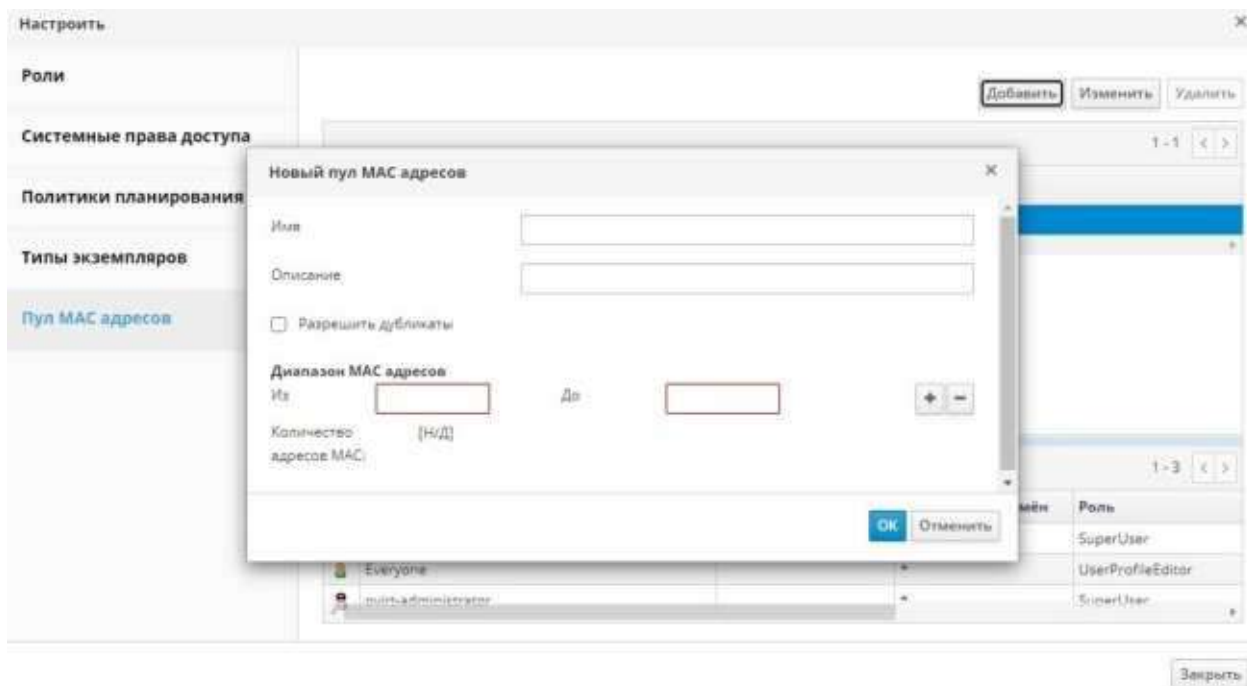 Настроить
Роли
Добавить Изменить Удалить
Системные права доступа
1 - 1
Новый пул MAC адресов
Политики планирования
Имя
Типы экземпляров
Описание
Пул MAC адресов
Разрешить дубликаты
Диапазон MAC адресов
Из До
Количество [Н/Д]
адресов MAC:
1 - 3
мён Роль
OK Отменить
SuperUser
Everyone * UserProfileEditor
* SuperUser
Закрыть